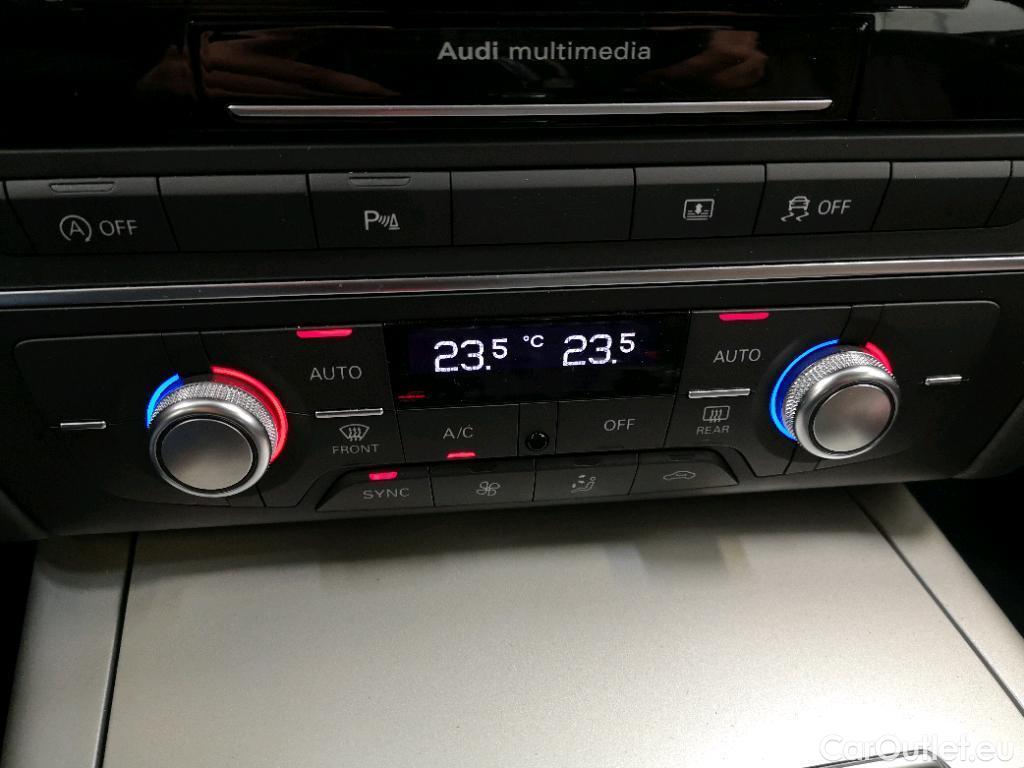 Audi multimedia
A OFF
P
OFF
23.5 °C 23.5
AUTO
AUTO
FRONT
A/C
OFF
REAR
SYNC
CarOutlet.eu